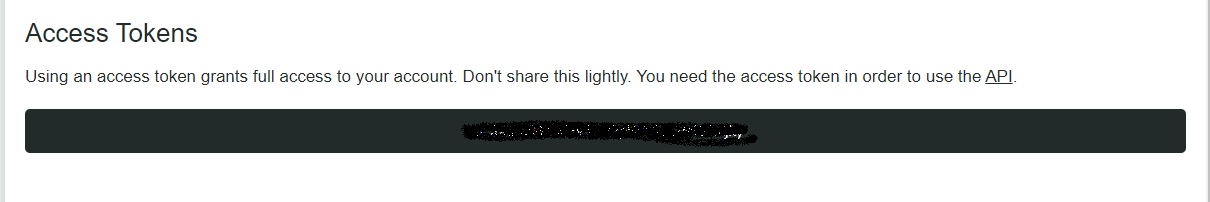 Access Tokens
Using an access token grants full access to your account. Don't share this lightly. You need the access token in order to use the API.